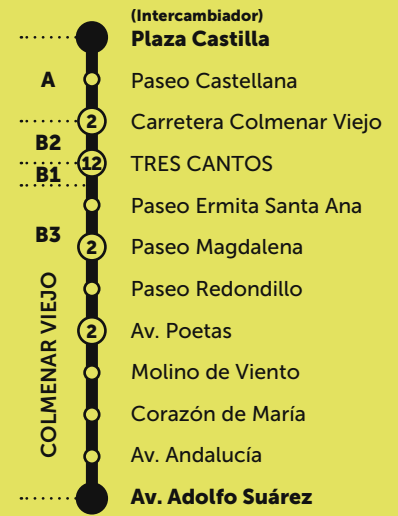 (Intercambiador)
Plaza Castilla
A
Paseo Castellana
2 Carretera Colmenar Viejo
B2
12 TRES CANTOS
B1
Paseo Ermita Santa Ana
B3
2 Paseo Magdalena
Paseo Redondillo
COLMENAR VIEJO
2 Av. Poetas
Molino de Viento
Corazón de María
Av. Andalucía
Av. Adolfo Suárez